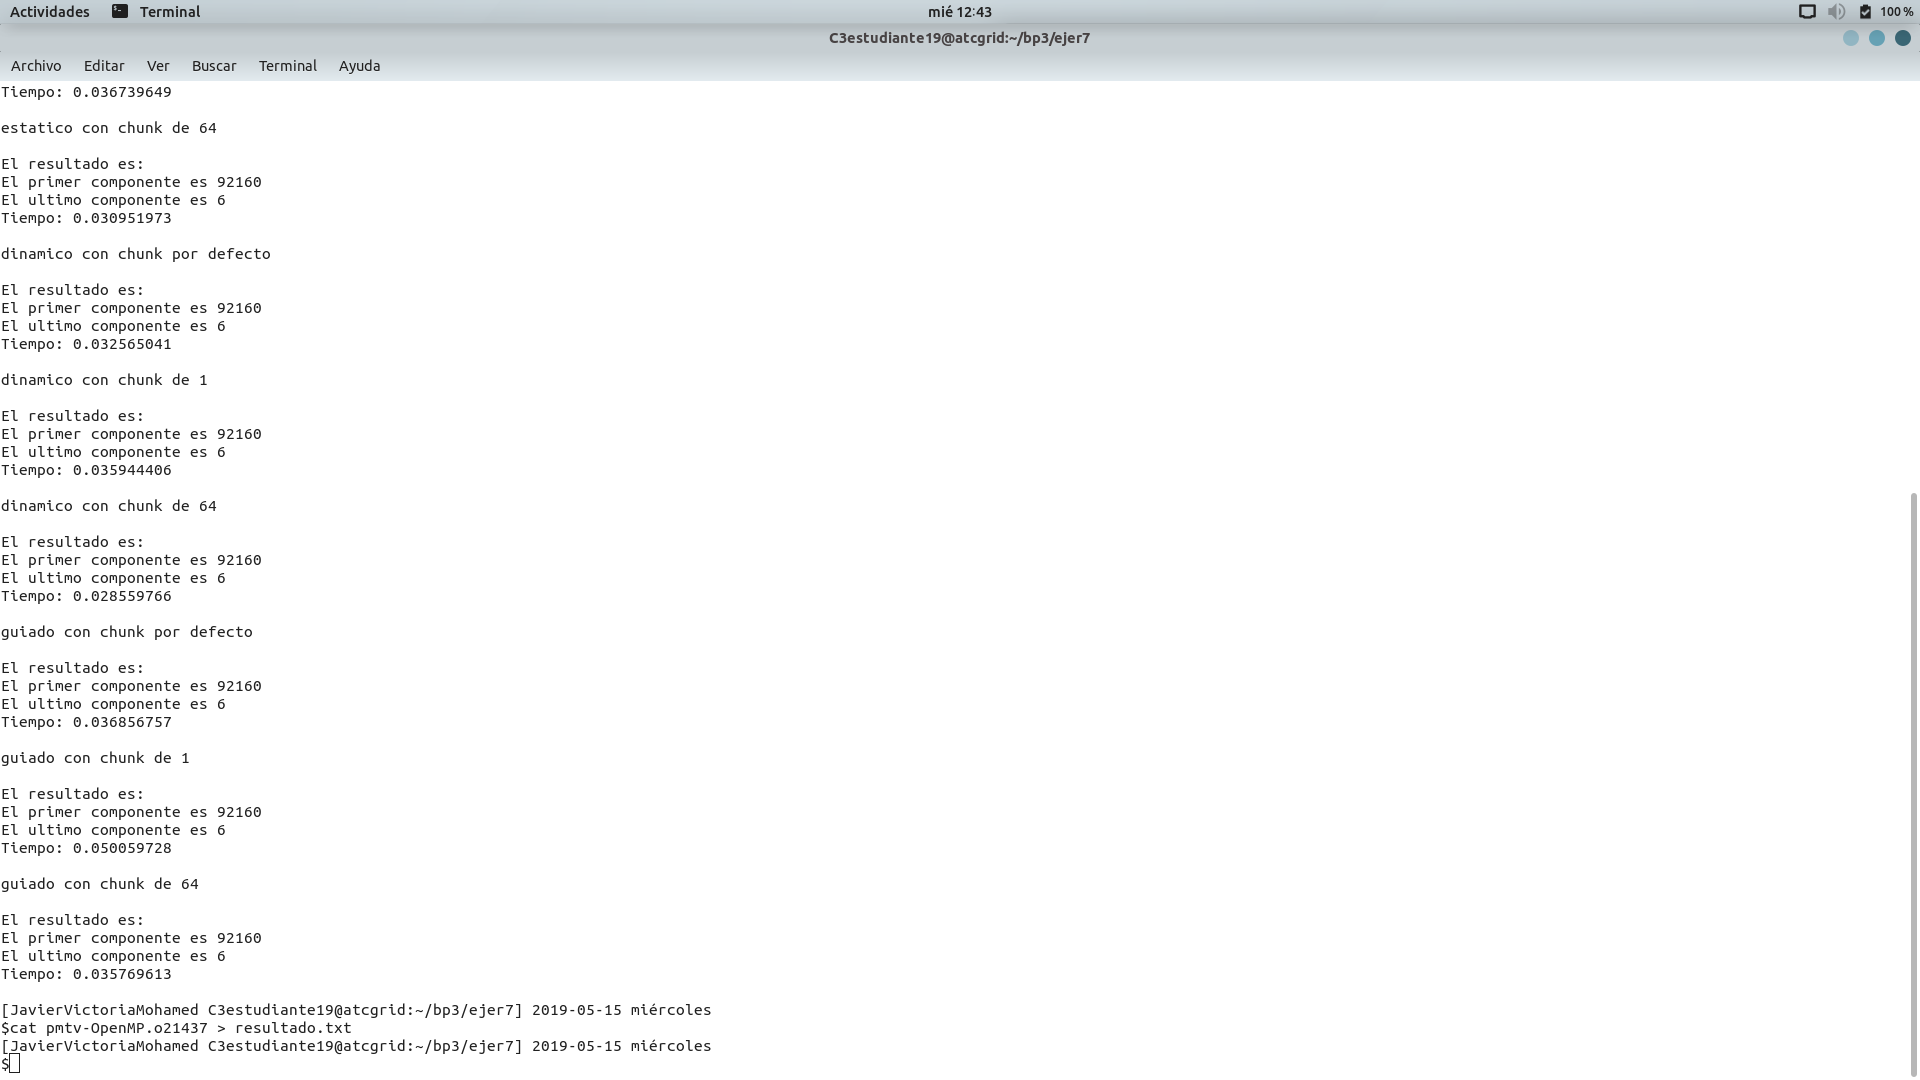 Actividades Terminal mié 12:43 100 %
C3estudiante19@atcgrid:~/bp3/ejer7
Archivo Editar Ver Buscar Terminal Ayuda
Tiempo: 0.036739649
estatico con chunk de 64
El resultado es:
El primer componente es 92160
El ultimo componente es 6
Tiempo: 0.030951973
dinamico con chunk por defecto
El resultado es:
El primer componente es 92160
El ultimo componente es 6
Tiempo: 0.032565041
dinamico con chunk de 1
El resultado es:
El primer componente es 92160
El ultimo componente es 6
Tiempo: 0.035944406
dinamico con chunk de 64
El resultado es:
El primer componente es 92160
El ultimo componente es 6
Tiempo: 0.028559766
guiado con chunk por defecto
El resultado es:
El primer componente es 92160
El ultimo componente es 6
Tiempo: 0.036856757
guiado con chunk de 1
El resultado es:
El primer componente es 92160
El ultimo componente es 6
Tiempo: 0.050059728
guiado con chunk de 64
El resultado es:
El primer componente es 92160
El ultimo componente es 6
Tiempo: 0.035769613
[JavierVictoriaMohamed C3estudiante19@atcgrid:~/bp3/ejer7] 2019-05-15 miércoles
$cat pmtv-OpenMP.o21437 > resultado.txt
[JavierVictoriaMohamed C3estudiante19@atcgrid:~/bp3/ejer7] 2019-05-15 miércoles
$